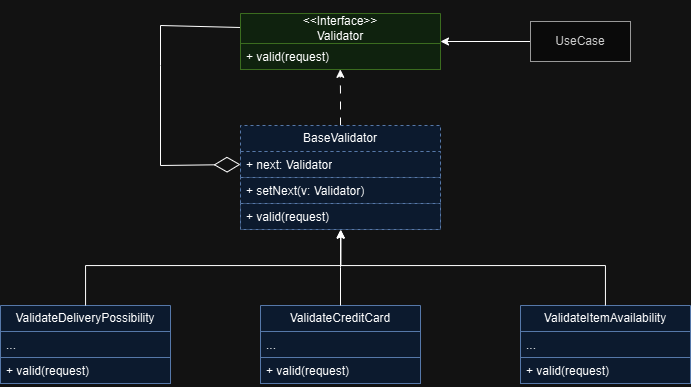 <<Interface>>
Validator
+ valid(request)
UseCase
BaseValidator
+ next: Validator
+ setNext(v: Validator)
+ valid(request)
ValidateDeliveryPossibility
...
+ valid(request)
ValidateCreditCard
...
+ valid(request)
ValidateItemAvailability
...
+ valid(request)